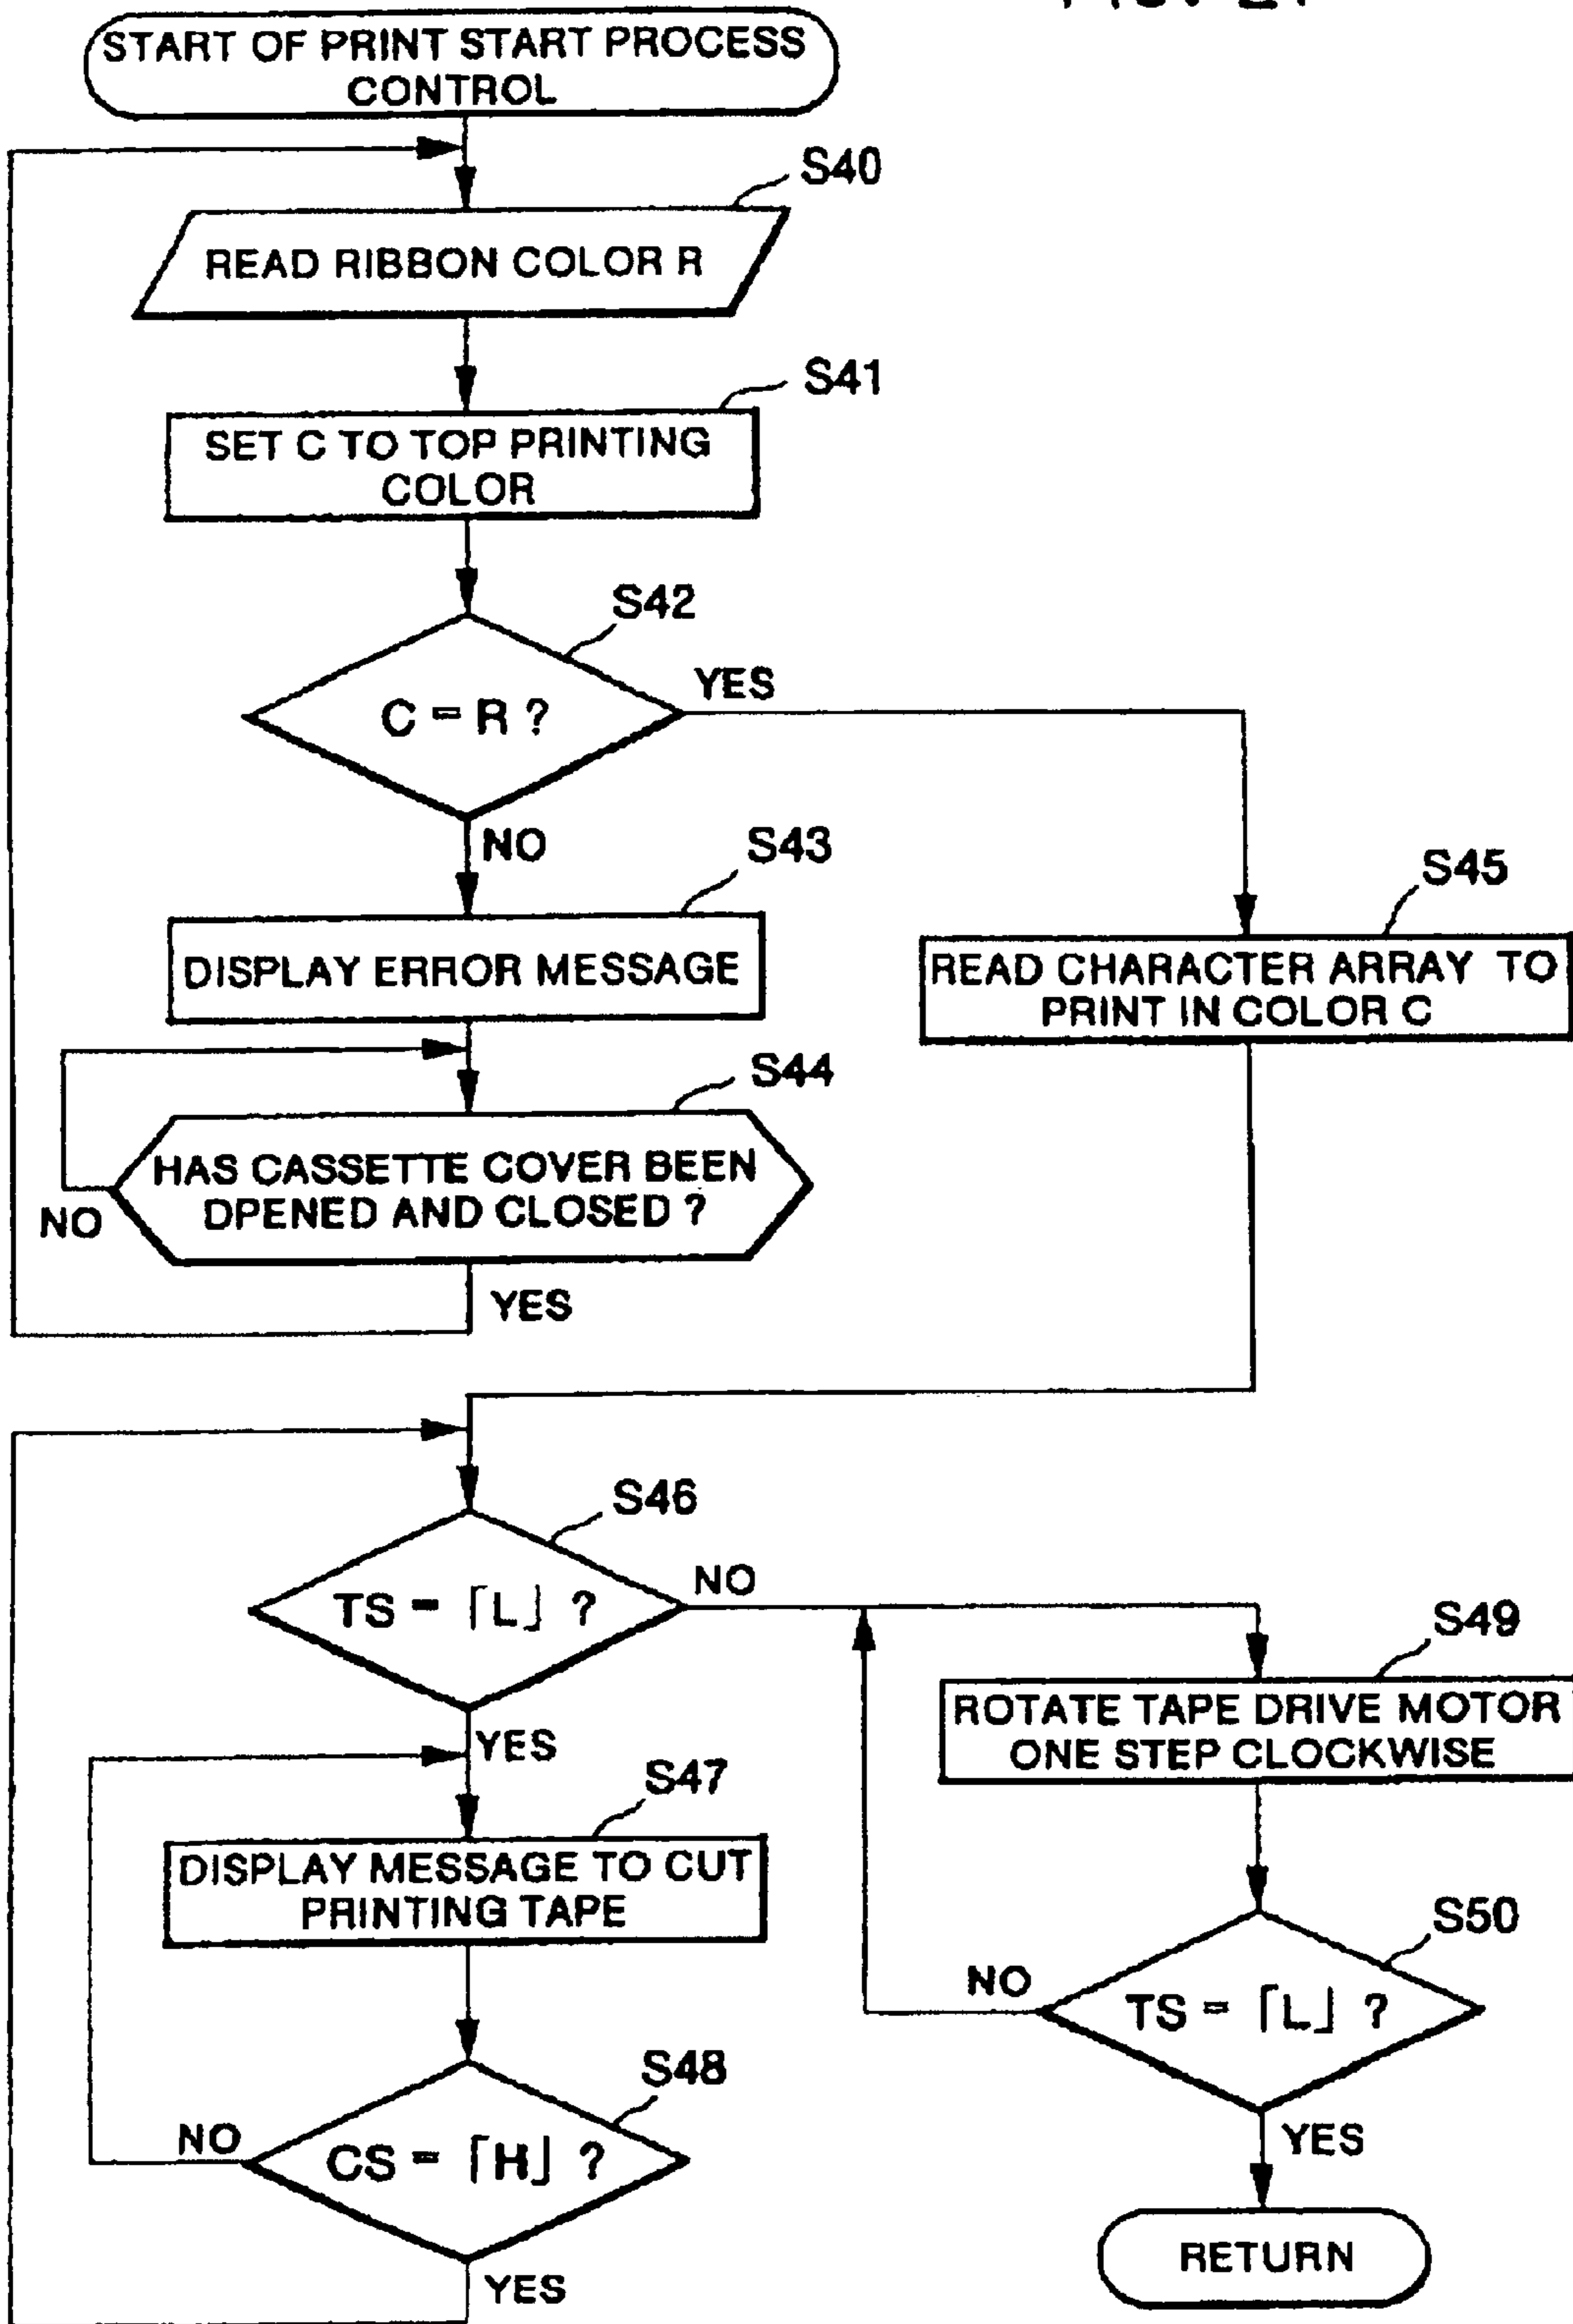 START OF PRINT START PROCESS
CONTROL
S40
READ RIBBON COLOR R
S41
SET C TO TOP PRINTING
COLOR
S42
C = R ?
YES
NO
S43
DISPLAY ERROR MESSAGE
S44
HAS CASSETTE COVER BEEN
DPENED AND CLOSED ?
NO
YES
S45
READ CHARACTER ARRAY TO
PRINT IN COLOR C
S46
TS = ⌈L⌋ ?
NO
YES
S47
DISPLAY MESSAGE TO CUT
PRINTING TAPE
S48
CS = ⌈H⌋ ?
NO
YES
S49
ROTATE TAPE DRIVE MOTOR
ONE STEP CLOCKWISE
S50
TS = ⌈L⌋ ?
NO
YES
RETURN